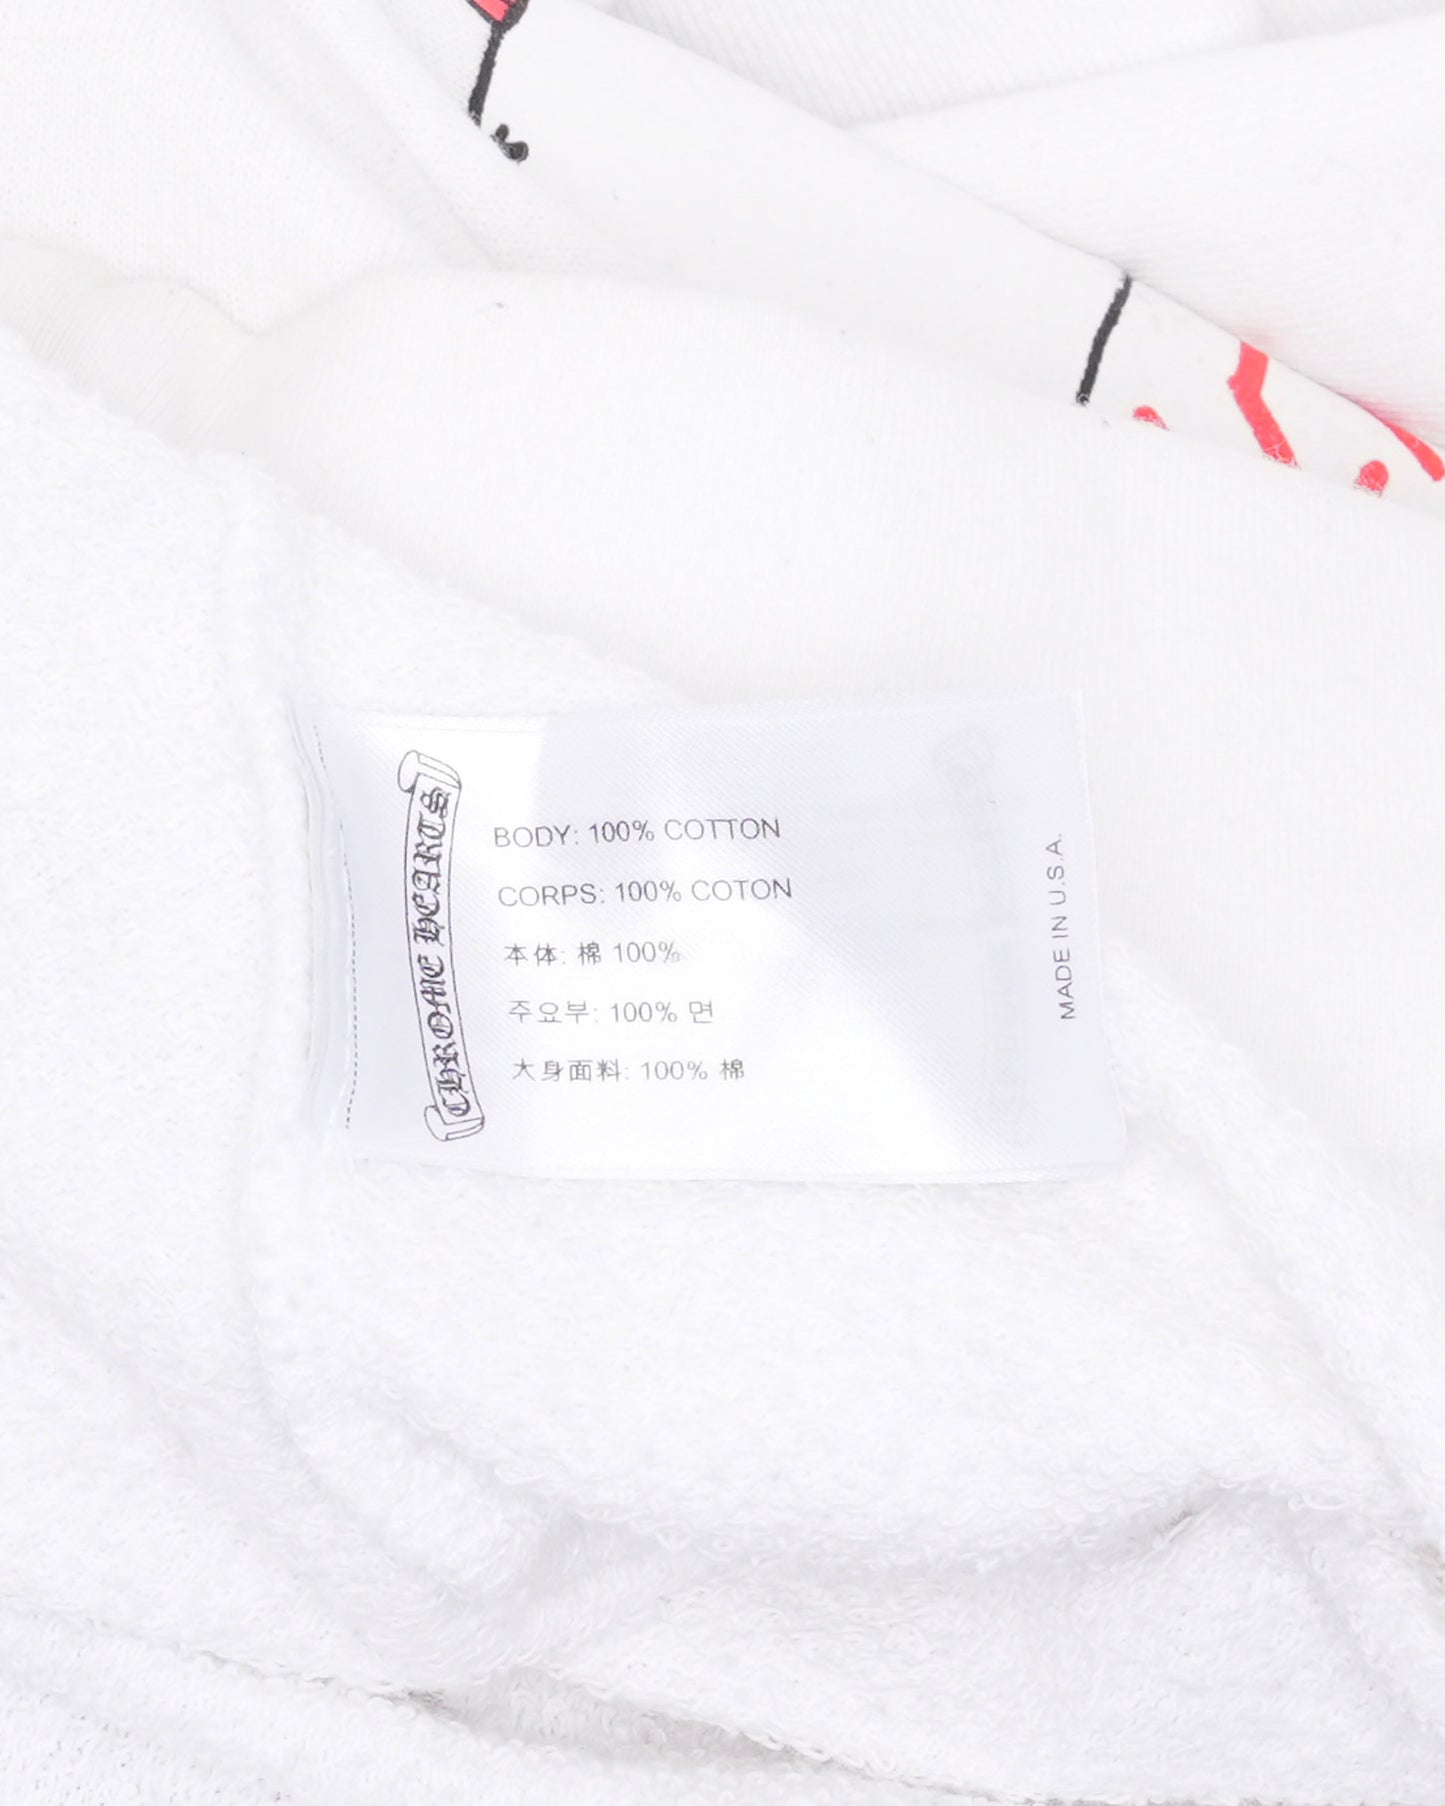 CHROME HEARTS
BODY: 100% COTTON
CORPS: 100% COTON
本体: 棉 100%
주요부: 100% 면
大身面料: 100% 棉
MADE IN U.S.A.